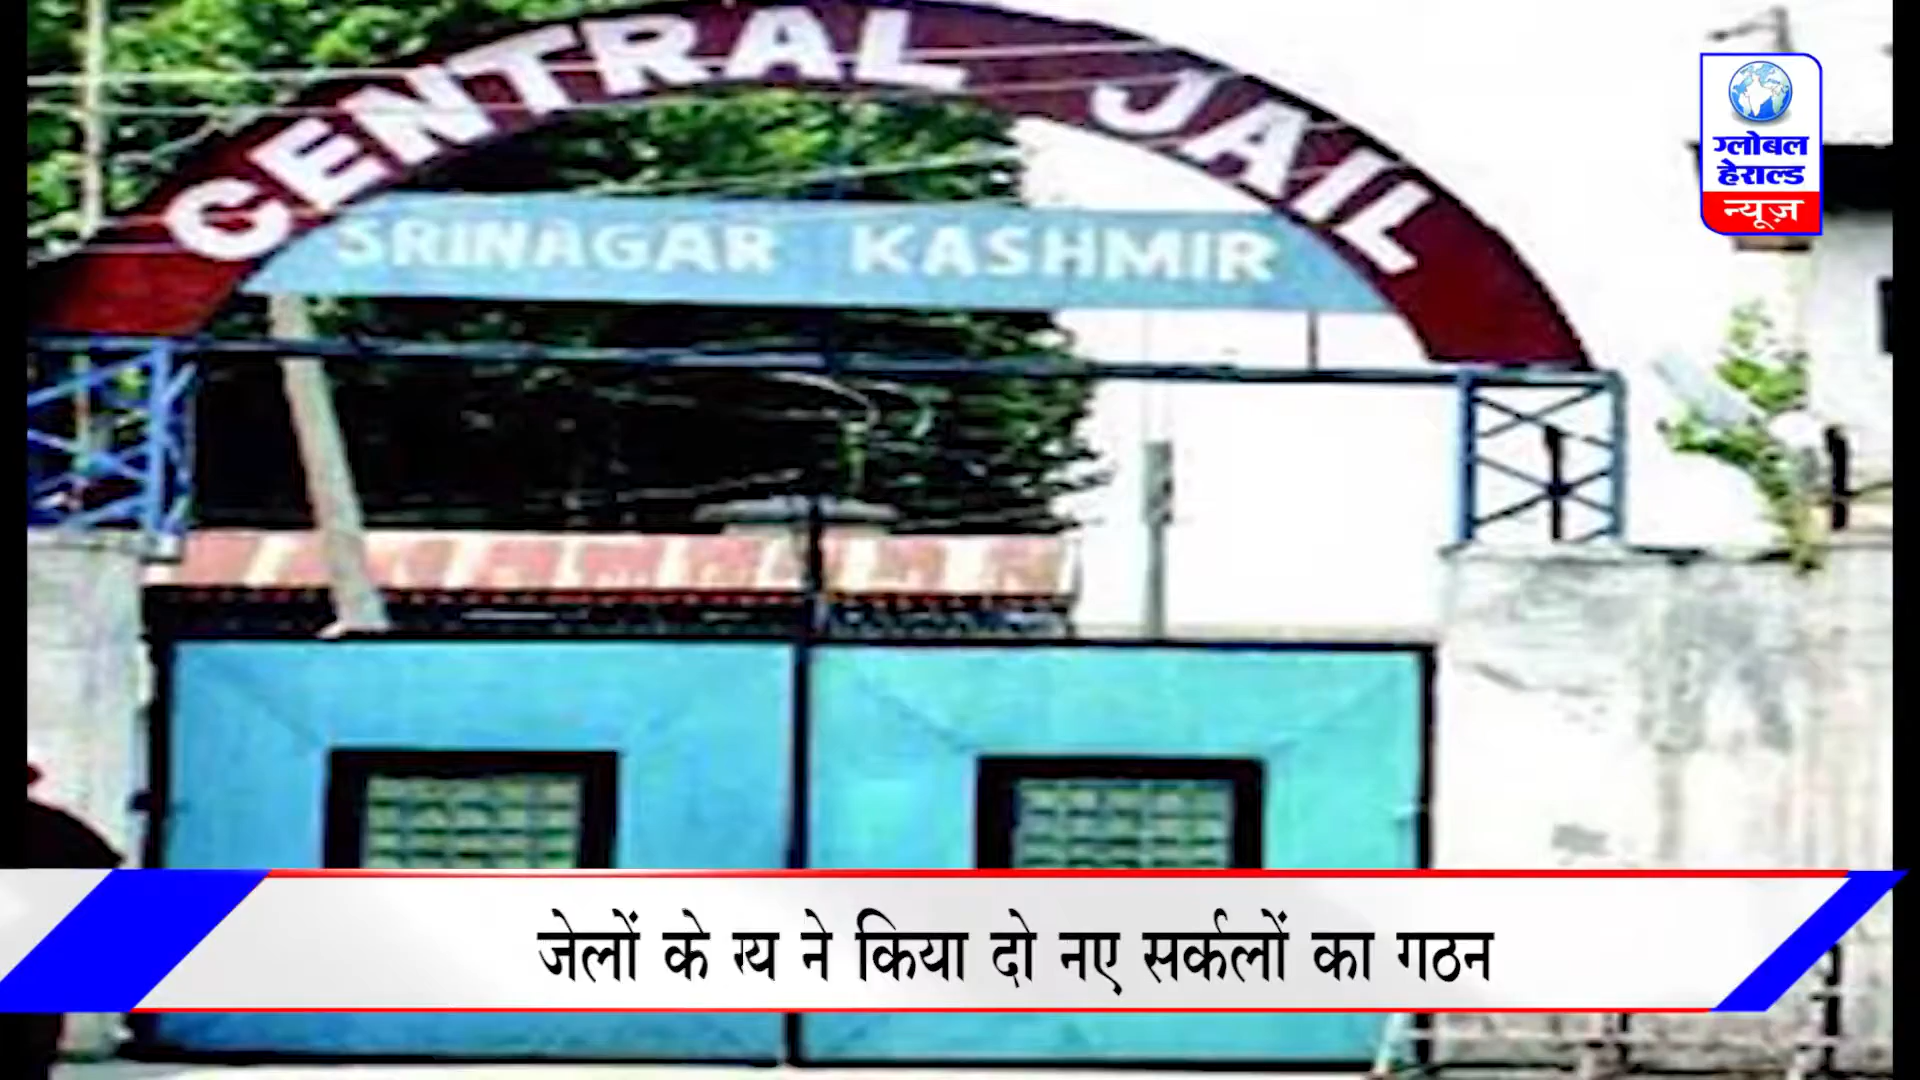 CENTRAL JAIL
SRINAGAR KASHMIR
ग्लोबल
हेराल्ड
न्यूज़
जेलों के ग्य ने किया दो नए सर्कलों का गठन